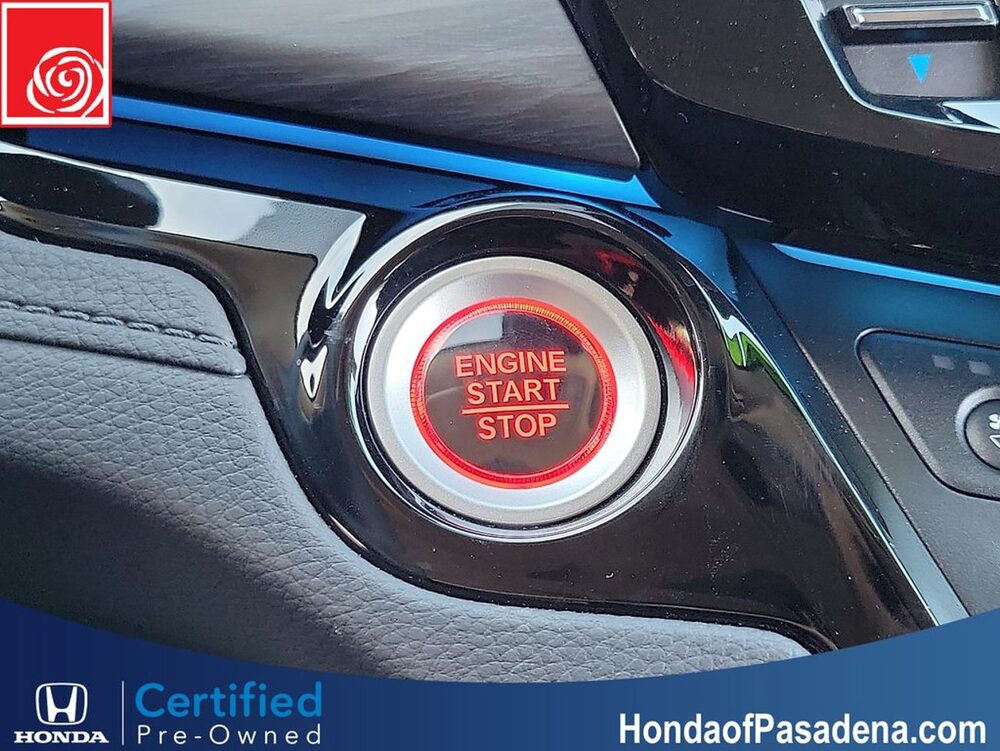 ENGINE
START
STOP
HONDA
Certified
Pre-Owned
HondaofPasadena.com